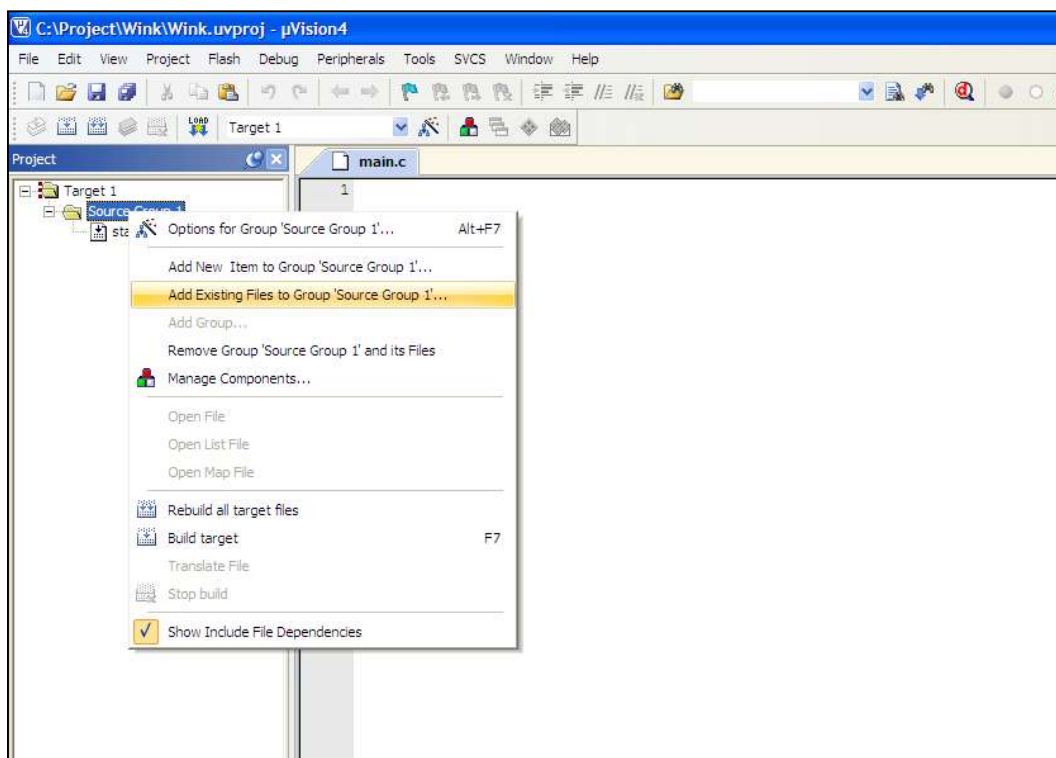 C:\Project\Wink\Wink.uvproj - µVision4
File Edit View Project Flash Debug Peripherals Tools SVCS Window Help
LOAD Target 1
Project
main.c
Target 1
1
Source Group 1
sta
Options for Group 'Source Group 1'... Alt+F7
Add New Item to Group 'Source Group 1'...
Add Existing Files to Group 'Source Group 1'...
Add Group...
Remove Group 'Source Group 1' and its Files
Manage Components...
Open File
Open List File
Open Map File
Rebuild all target files
Build target F7
Translate File
Stop build
Show Include File Dependencies